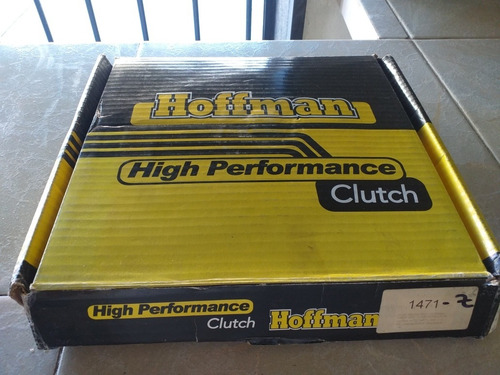 Hoffman
High Performance
Clutch
High Performance
Clutch
Hoffman
1471-